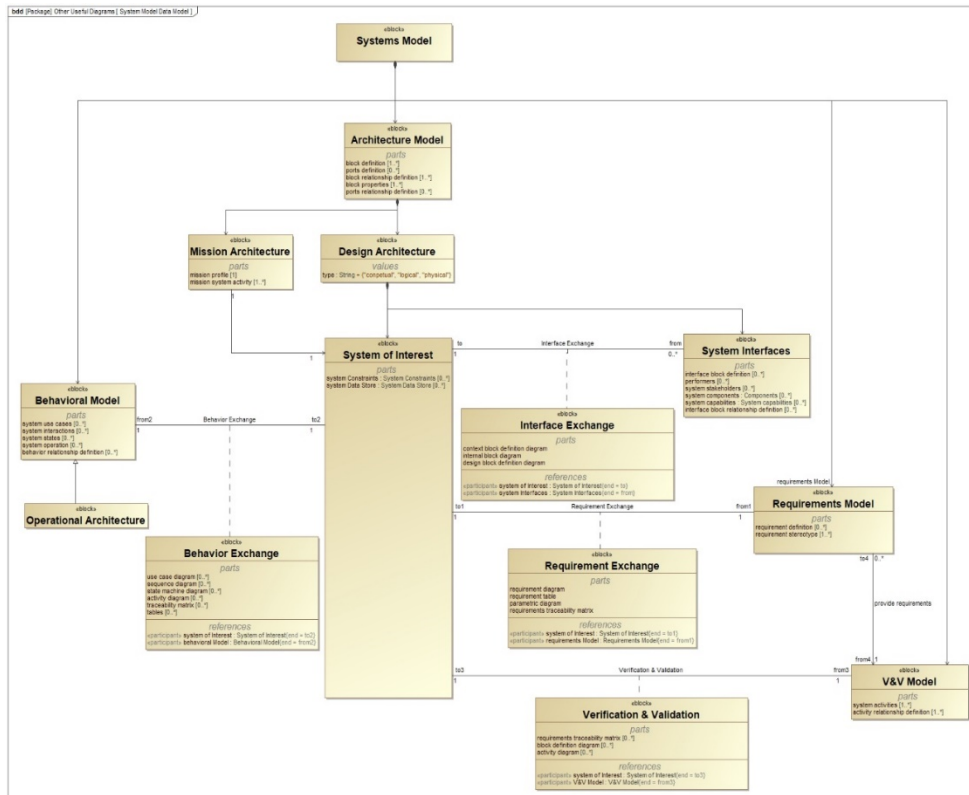 bdd [Package] Other Useful Diagrams [ System Model Data Model ]
«block»
Systems Model
«block»
Architecture Model
parts
block definition [1..*]
ports definition [0..*]
block relationship definition [1..*]
block properties [1..*]
ports relationship definition [0..*]
«block»
Mission Architecture
parts
mission profile [1]
mission system activity [1..*]
1
1
«block»
Design Architecture
values
type : String = {"conpetual", "logical", "physical"}
«block»
System of Interest
parts
system Constraints : System Constraints [0..*]
system Data Store : System Data Store [0..*]
to
1
Interface Exchange
from
0..*
«block»
System Interfaces
parts
interface block definition [0..*]
performers [0..*]
system stakeholders [0..*]
system components : Components [0..*]
system capabilites : System capabilities [0..*]
interface block relationship definition [0..*]
«block»
Behavioral Model
parts
system use cases [0..*]
system interactions [0..*]
system states [0..*]
system operation [0..*]
behavior relationship definition [0..*]
from2
1
Behavior Exchange
to2
1
«block»
Operational Architecture
«block»
Interface Exchange
parts
context block definition diagram
internal block diagram
design block definition diagram
references
«participant» system of Interest : System of Interest{end = to}
«participant» system Interfaces : System Interfaces{end = from}
«block»
Behavior Exchange
parts
use case diagram [0..*]
sequence diagram [0..*]
state machine diagram [0..*]
activity diagram [0..*]
traceability matrix [0..*]
tables [0..*]
references
«participant» system of Interest : System of Interest{end = to2}
«participant» behavioral Model : Behavioral Model{end = from2}
to1
1
Requirement Exchange
from1
1
requirements Model
«block»
Requirements Model
parts
requirement definiton [0..*]
requirement stereotype [1..*]
«block»
Requirement Exchange
parts
requirement diagram
requirement table
parametric diagram
requirements traceability matrix
references
«participant» system of Interest : System of Interest{end = to1}
«participant» requirements Model : Requirements Model{end = from1}
to4
0..*
provide requirements
from4
1
to3
1
Verification & Validation
from3
1
«block»
V&V Model
parts
system activities [1..*]
activity relationship definition [1..*]
«block»
Verification & Validation
parts
requirements traceability matrix [0..*]
block definition diagram [0..*]
activity diagram [0..*]
references
«participant» system of Interest : System of Interest{end = to3}
«participant» V&V Model : V&V Model{end = from3}